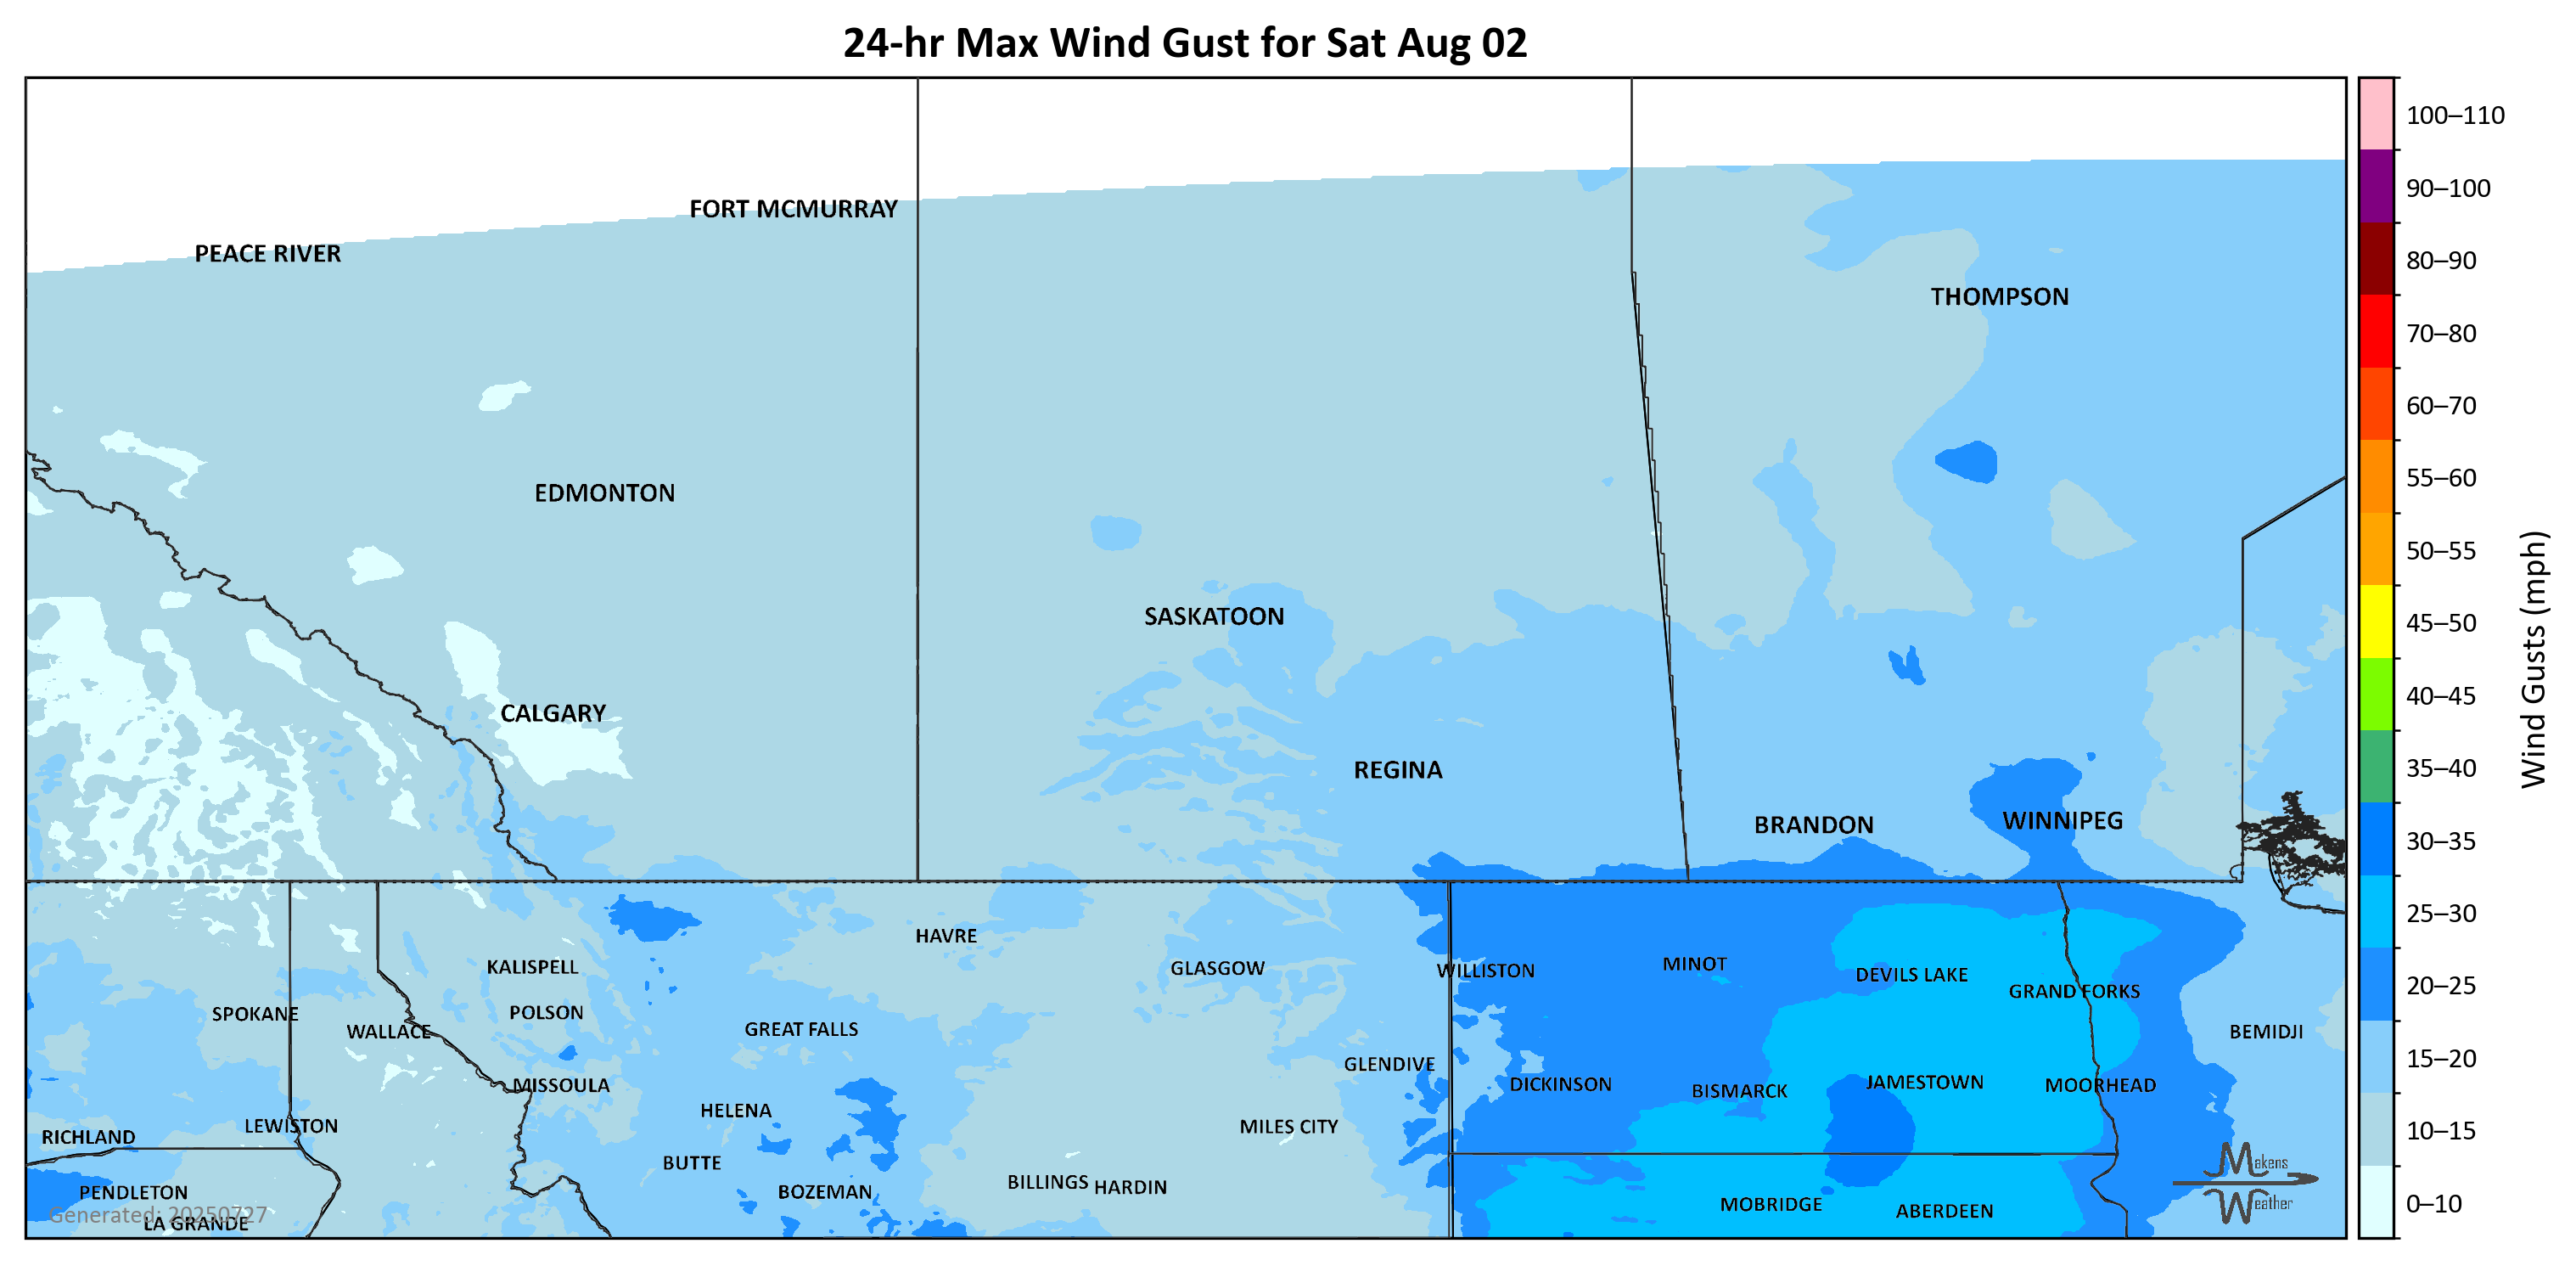 24-hr Max Wind Gust for Sat Aug 02
100–110
FORT MCMURRAY
90–100
PEACE RIVER
80–90
THOMPSON
70–80
60–70
55–60
EDMONTON
50–55
SASKATOON
45–50
Wind Gusts (mph)
40–45
CALGARY
REGINA
35–40
BRANDON
WINNIPEG
30–35
25–30
HAVRE
KALISPELL
GLASGOW
WILLISTON
MINOT
DEVILS LAKE
20–25
GRAND FORKS
SPOKANE
POLSON
WALLACE
GREAT FALLS
BEMIDJI
15–20
GLENDIVE
MISSOULA
DICKINSON
BISMARCK
JAMESTOWN
MOORHEAD
HELENA
LEWISTON
MILES CITY
10–15
RICHLAND
BUTTE
Makens
Weather
PENDLETON
BOZEMAN
BILLINGS
HARDIN
MOBRIDGE
ABERDEEN
0–10
Generated: 20250727
LA GRANDE